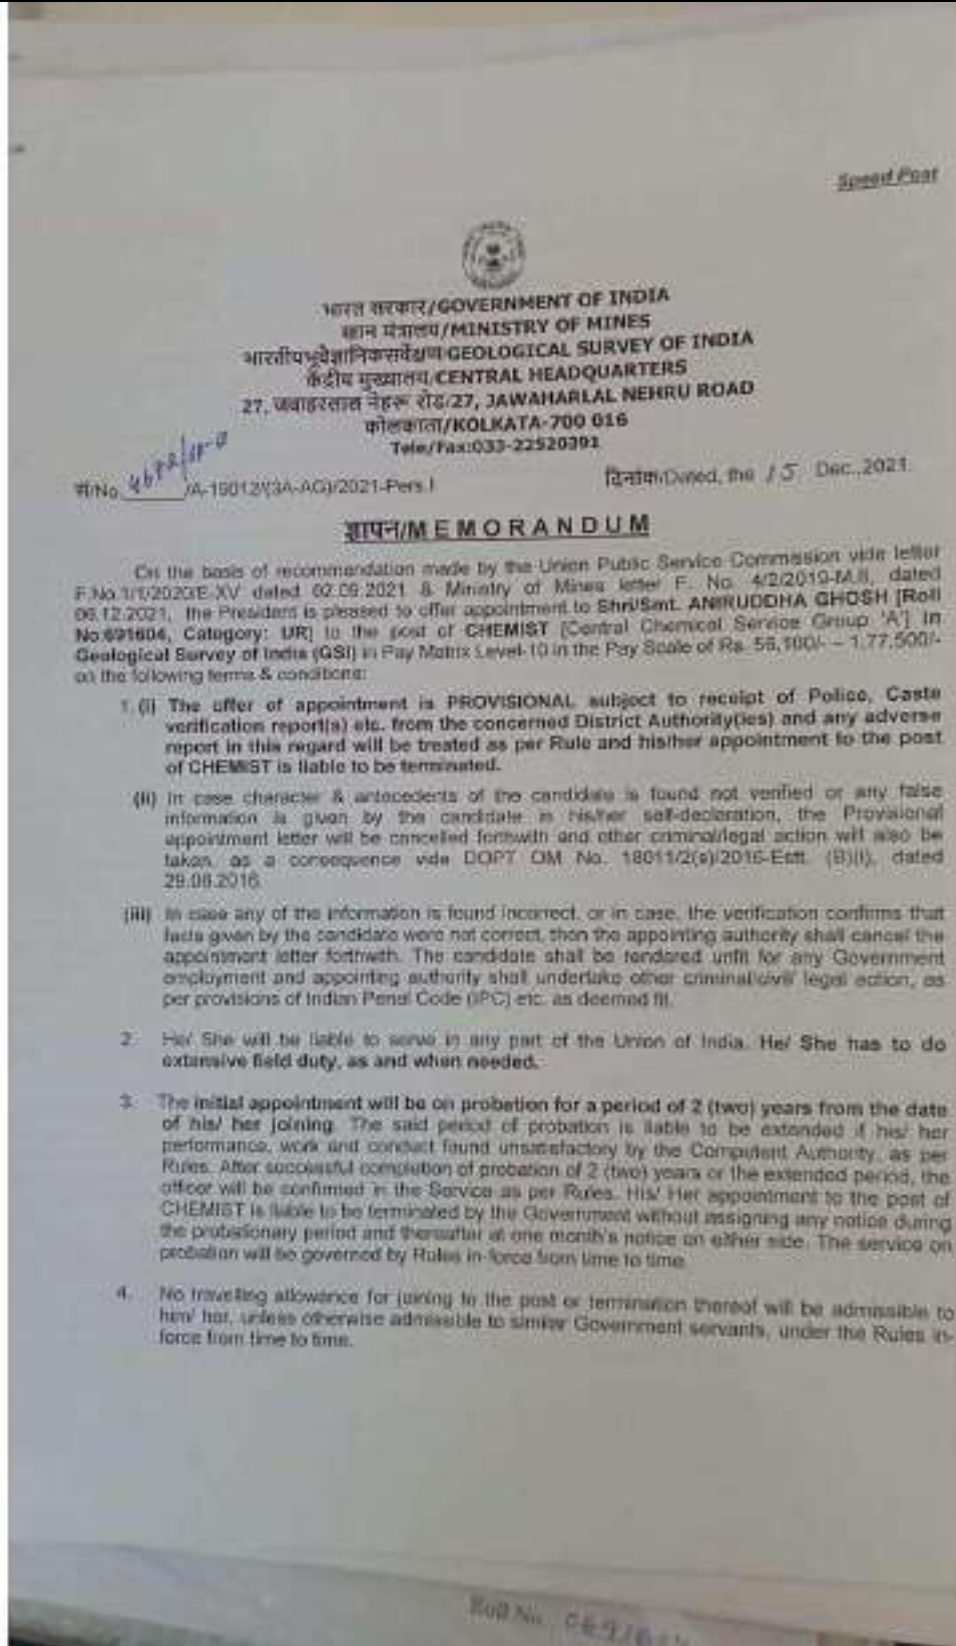 Speed Post
भारत सरकार/GOVERNMENT OF INDIA
खान मंत्रालय/MINISTRY OF MINES
भारतीयभूवैज्ञानिकसर्वेक्षण/GEOLOGICAL SURVEY OF INDIA
केंद्रीय मुख्यालय/CENTRAL HEADQUARTERS
27, जवाहरलाल नेहरू रोड/27, JAWAHARLAL NEHRU ROAD
कोलकाता/KOLKATA-700 016
Tele/Fax:033-22520391
सं/No. /A-19012/(3A-AG)/2021-Pers.I दिनांक/Dated, the 15 Dec.,2021
ज्ञापन/MEMORANDUM
On the basis of recommendation made by the Union Public Service Commission vide letter
F.No.1/1/2020/E-XV dated 02.09.2021 & Ministry of Mines letter F. No. 4/2/2019-M.II, dated
06.12.2021, the President is pleased to offer appointment to Shri/Smt. ANIRUDDHA GHOSH [Roll
No:691604, Category: UR] to the post of CHEMIST [Central Chemical Service Group 'A'] in
Geological Survey of India (GSI) in Pay Matrix Level-10 in the Pay Scale of Rs. 56,100/- – 1,77,500/-
on the following terms & conditions:
1. (i) The offer of appointment is PROVISIONAL subject to receipt of Police, Caste
verification report(s) etc. from the concerned District Authority(ies) and any adverse
report in this regard will be treated as per Rule and his/her appointment to the post
of CHEMIST is liable to be terminated.
(ii) In case character & antecedents of the candidate is found not verified or any false
information is given by the candidate in his/her self-declaration, the Provisional
appointment letter will be cancelled forthwith and other criminal/legal action will also be
taken, as a consequence vide DOPT OM No. 18011/2(s)/2016-Estt. (B)(i), dated
29.06.2016.
(iii) In case any of the information is found incorrect, or in case, the verification confirms that
facts given by the candidate were not correct, then the appointing authority shall cancel the
appointment letter forthwith. The candidate shall be rendered unfit for any Government
employment and appointing authority shall undertake other criminal/civil/ legal action, as
per provisions of Indian Penal Code (IPC) etc. as deemed fit.
2. He/ She will be liable to serve in any part of the Union of India. He/ She has to do
extensive field duty, as and when needed.
3. The initial appointment will be on probation for a period of 2 (two) years from the date
of his/ her joining. The said period of probation is liable to be extended if his/ her
performance, work and conduct found unsatisfactory by the Competent Authority, as per
Rules. After successful completion of probation of 2 (two) years or the extended period, the
officer will be confirmed in the Service as per Rules. His/ Her appointment to the post of
CHEMIST is liable to be terminated by the Government without assigning any notice during
the probationary period and thereafter at one month's notice on either side. The service on
probation will be governed by Rules in-force from time to time.
4. No travelling allowance for joining to the post or termination thereof will be admissible to
him/ her, unless otherwise admissible to similar Government servants, under the Rules in-
force from time to time.
Roll No.